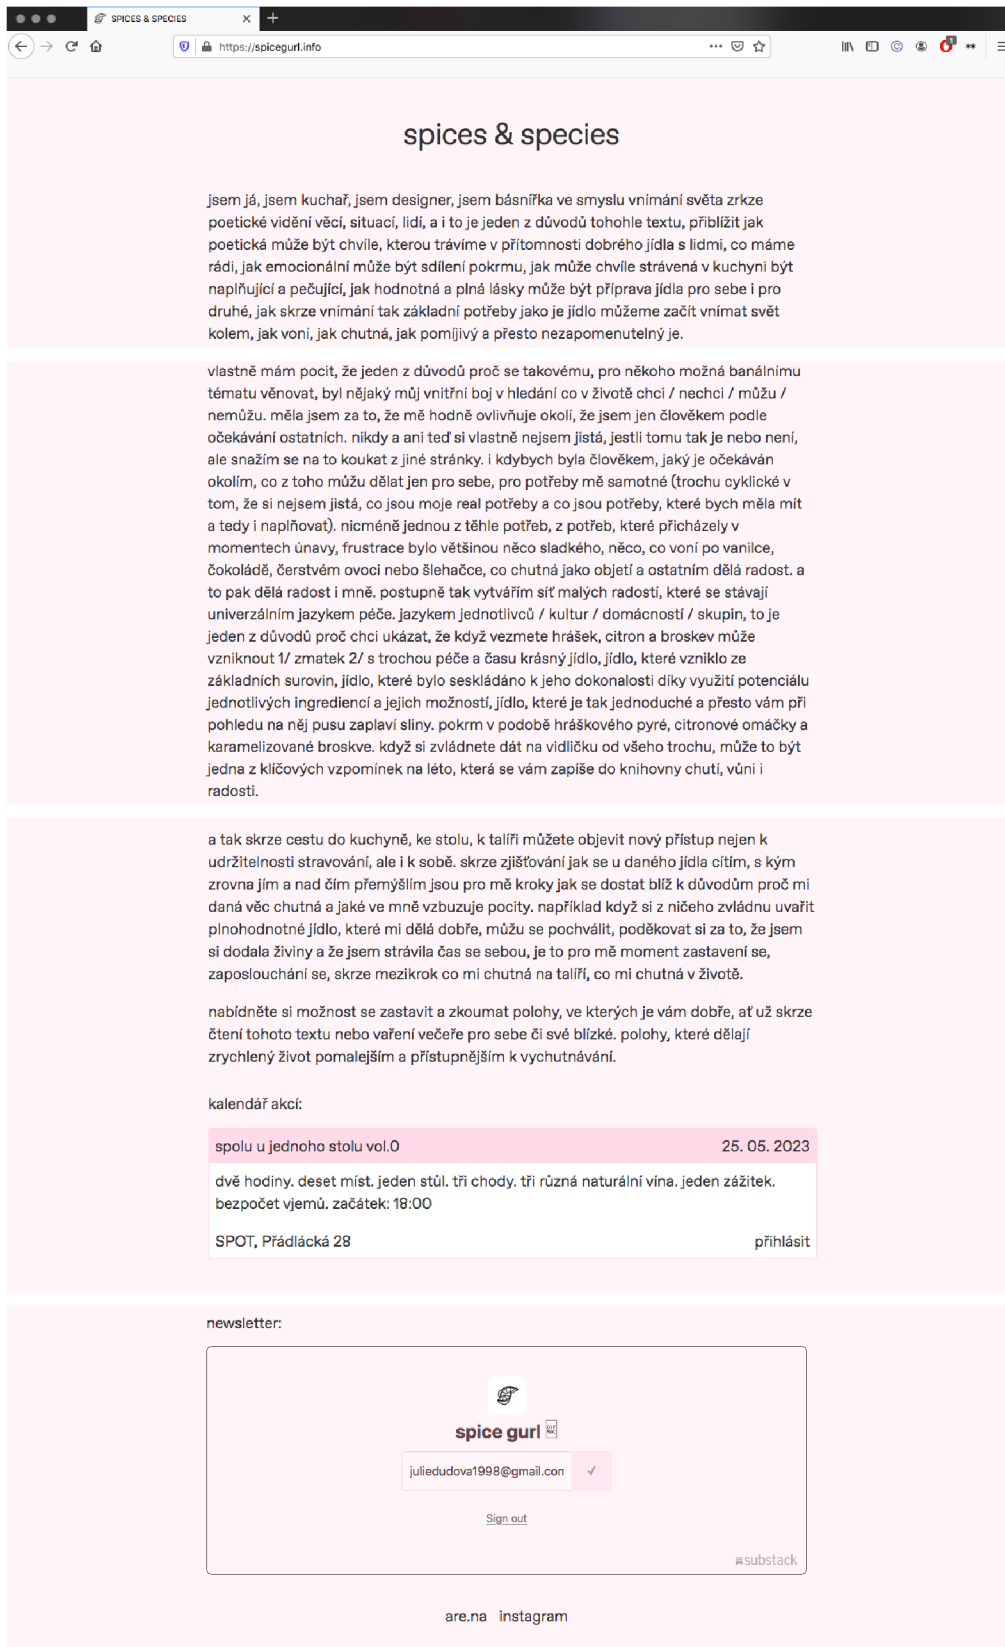 SPICES & SPECIES
https://spicegurl.info
spices & species
jsem já, jsem kuchař, jsem designer, jsem básnířka ve smyslu vnímání světa zrkze
poetické vidění věcí, situací, lidí, a i to je jeden z důvodů tohohle textu, přiblížit jak
poetická může být chvíle, kterou trávíme v přítomnosti dobrého jídla s lidmi, co máme
rádi, jak emocionální může být sdílení pokrmu, jak může chvíle strávená v kuchyni být
naplňující a pečující, jak hodnotná a plná lásky může být příprava jídla pro sebe i pro
druhé, jak skrze vnímání tak základní potřeby jako je jídlo můžeme začít vnímat svět
kolem, jak voní, jak chutná, jak pomíjivý a přesto nezapomenutelný je.
vlastně mám pocit, že jeden z důvodů proč se takovému, pro někoho možná banálnímu
tématu věnovat, byl nějaký můj vnitřní boj v hledání co v životě chci / nechci / můžu /
nemůžu. měla jsem za to, že mě hodně ovlivňuje okolí, že jsem jen člověkem podle
očekávání ostatních. nikdy a ani teď si vlastně nejsem jistá, jestli tomu tak je nebo není,
ale snažím se na to koukat z jiné stránky. i kdybych byla člověkem, jaký je očekáván
okolím, co z toho můžu dělat jen pro sebe, pro potřeby mě samotné (trochu cyklické v
tom, že si nejsem jistá, co jsou moje real potřeby a co jsou potřeby, které bych měla mít
a tedy i naplňovat). nicméně jednou z těhle potřeb, z potřeb, které přicházely v
momentech únavy, frustrace bylo většinou něco sladkého, něco, co voní po vanilce,
čokoládě, čerstvém ovoci nebo šlehačce, co chutná jako objetí a ostatním dělá radost. a
to pak dělá radost i mně. postupně tak vytvářím síť malých radostí, které se stávají
univerzálním jazykem péče. jazykem jednotlivců / kultur / domácností / skupin, to je
jeden z důvodů proč chci ukázat, že když vezmete hrášek, citron a broskev může
vzniknout 1/ zmatek 2/ s trochou péče a času krásný jídlo, jídlo, které vzniklo ze
základních surovin, jídlo, které bylo seskládáno k jeho dokonalosti díky využití potenciálu
jednotlivých ingrediencí a jejich možností, jídlo, které je tak jednoduché a přesto vám při
pohledu na něj pusu zaplaví sliny. pokrm v podobě hráškového pyré, citronové omáčky a
karamelizované broskve. když si zvládnete dát na vidličku od všeho trochu, může to být
jedna z klíčových vzpomínek na léto, která se vám zapíše do knihovny chutí, vůni i
radosti.
a tak skrze cestu do kuchyně, ke stolu, k talíři můžete objevit nový přístup nejen k
udržitelnosti stravování, ale i k sobě. skrze zjišťování jak se u daného jídla cítím, s kým
zrovna jím a nad čím přemýšlím jsou pro mě kroky jak se dostat blíž k důvodům proč mi
daná věc chutná a jaké ve mně vzbuzuje pocity. například když si z ničeho zvládnu uvařit
plnohodnotné jídlo, které mi dělá dobře, můžu se pochválit, poděkovat si za to, že jsem
si dodala živiny a že jsem strávila čas se sebou, je to pro mě moment zastavení se,
zaposlouchání se, skrze mezikrok co mi chutná na talíři, co mi chutná v životě.
nabídněte si možnost se zastavit a zkoumat polohy, ve kterých je vám dobře, ať už skrze
čtení tohoto textu nebo vaření večeře pro sebe či své blízké. polohy, které dělají
zrychlený život pomalejším a přístupnějším k vychutnávání.
kalendář akcí:
spolu u jednoho stolu vol.0 25. 05. 2023
dvě hodiny. deset míst. jeden stůl. tři chody. tři různá naturální vína. jeden zážitek.
bezpočet vjemů. začátek: 18:00
SPOT, Přádlácká 28 přihlásit
newsletter:
spice gurl
juliedudova1998@gmail.con
Sign out
substack
are.na instagram